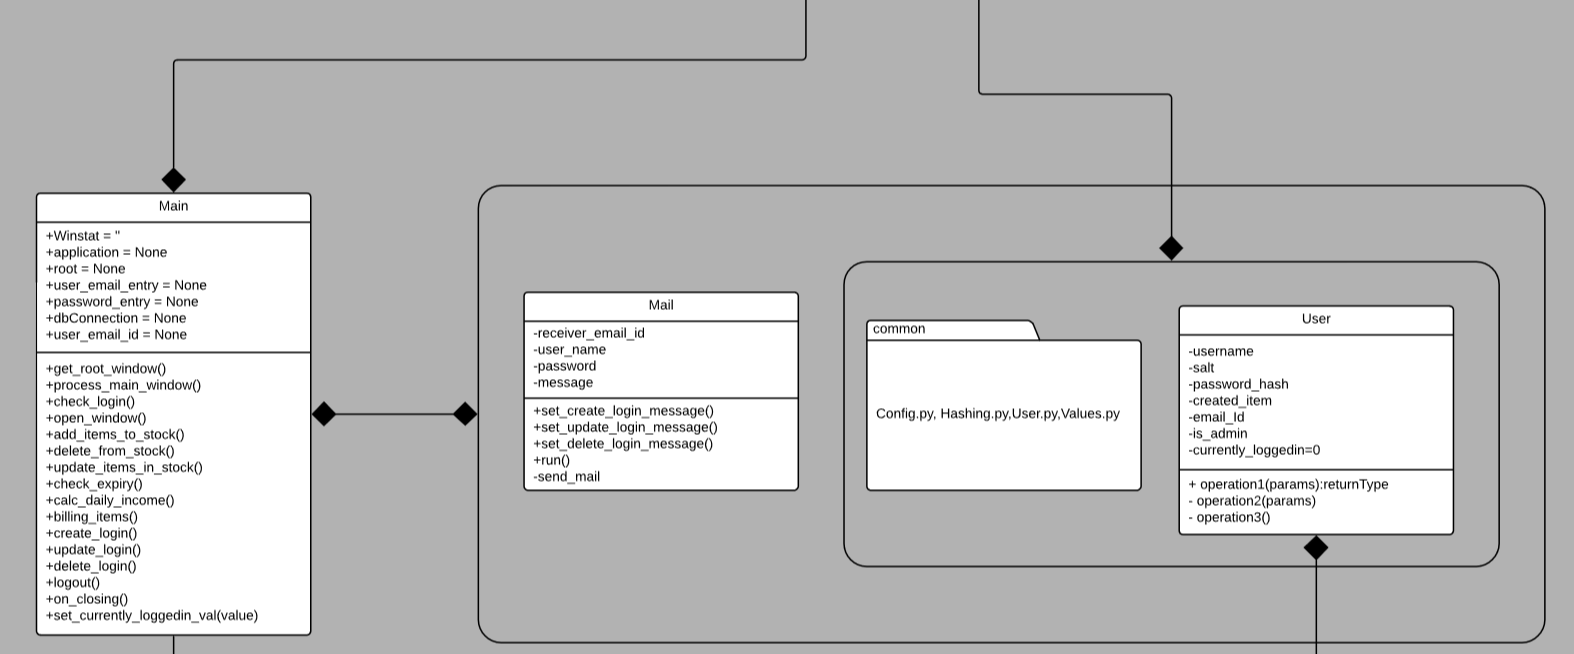 Main
+Winstat = "
+application = None
+root = None
+user_email_entry = None
+password_entry = None
+dbConnection = None
+user_email_id = None
+get_root_window()
+process_main_window()
+check_login()
+open_window()
+add_items_to_stock()
+delete_from_stock()
+update_items_in_stock()
+check_expiry()
+calc_daily_income()
+billing_items()
+create_login()
+update_login()
+delete_login()
+logout()
+on_closing()
+set_currently_loggedin_val(value)
Mail
-receiver_email_id
-user_name
-password
-message
+set_create_login_message()
+set_update_login_message()
+set_delete_login_message()
+run()
-send_mail
common
Config.py, Hashing.py,User.py,Values.py
User
-username
-salt
-password_hash
-created_item
-email_Id
-is_admin
-currently_loggedin=0
+ operation1(params):returnType
- operation2(params)
- operation3()